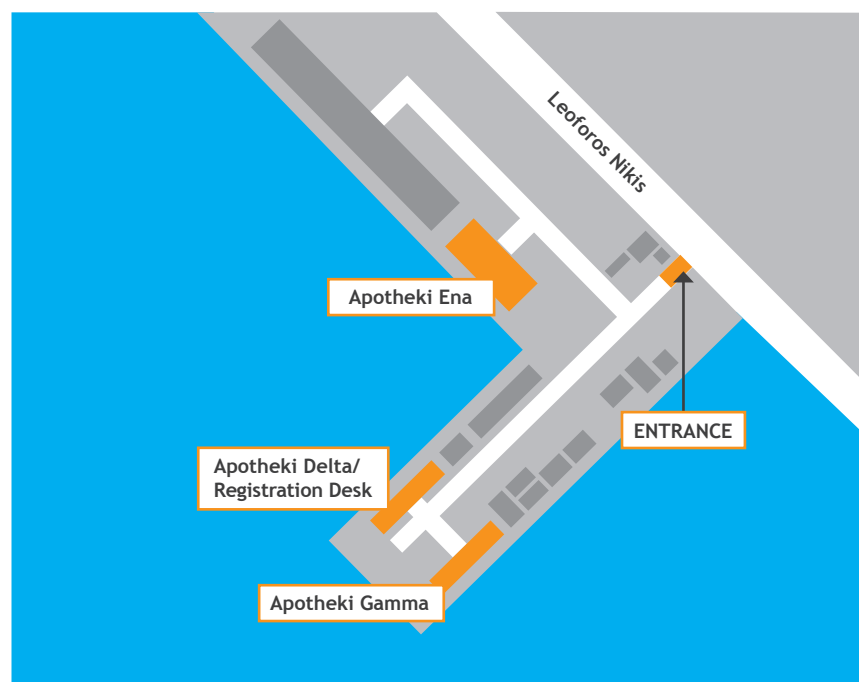 Leoforos Nikis
Apotheki Ena
ENTRANCE
Apotheki Delta/
Registration Desk
Apotheki Gamma